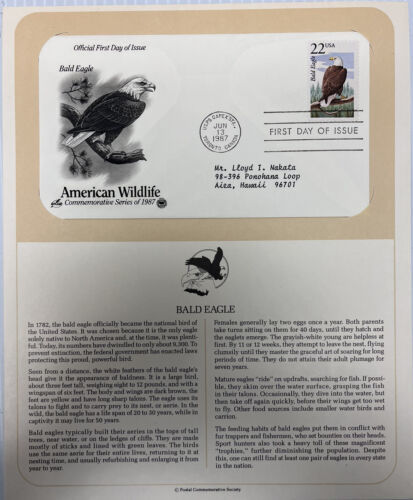 Official First Day of Issue
Bald Eagle
American Wildlife
Commemorative Series of 1987
22 USA
Bald Eagle
JUN
13
1987
TORONTO, CANADA
FIRST DAY OF ISSUE
Mr. Lloyd I. Nakata
98-396 Ponohana Loop
Aiea, Hawaii 96701
BALD EAGLE
In 1782, the bald eagle officially became the national bird of
the United States. It was chosen because it is the only eagle
solely native to North America and, at the time, it was plenti-
ful. Today, its numbers have dwindled to only about 9,300. To
prevent extinction, the federal government has enacted laws
protecting this proud, powerful bird.
Seen from a distance, the white feathers of the bald eagle's
head give it the appearance of baldness. It is a large bird,
about three feet tall, weighing eight to 12 pounds, and with a
wingspan of six feet. The body and wings are dark brown, the
feet are yellow and have long sharp talons. The eagle uses its
talons to fight and to carry prey to its nest, or aerie. In the
wild, the bald eagle has a life span of 20 to 30 years, while in
captivity it may live for 50 years.
Bald eagles typically built their aeries in the tops of tall
trees, near water, or on the ledges of cliffs. They are made
mostly of sticks and lined with green leaves. The birds
use the same aerie for their entire lives, returning to it at
nesting time, and usually refurbishing and enlarging it from
year to year.
Females generally lay two eggs once a year. Both parents
take turns sitting on them for 40 days, until they hatch and
the eaglets emerge. The grayish-white young are helpless at
first. By 11 or 12 weeks, they attempt to leave the nest, flying
clumsily until they master the graceful art of soaring for long
periods of time. They do not attain their adult plumage for
seven years.
Mature eagles "ride" on updrafts, searching for fish. If possi-
ble, they skim over the water surface, grasping the fish
in their talons. Occasionally, they dive into the water, but
then take off again quickly, before their wings get too wet
to fly. Other food sources include smaller water birds and
carrion.
The feeding habits of bald eagles put them in conflict with
fur trappers and fishermen, who set bounties on their heads.
Sport hunters also took a heavy toll of these magnificent
"trophies," further diminishing the population. Despite
this, one can still find at least one pair of eagles in every state
in the nation.
© Postal Commemorative Society